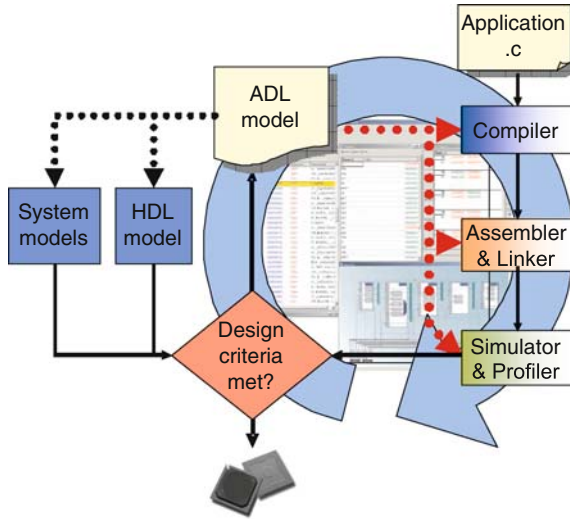 Application
.c
ADL
model
Compiler
System
models
HDL
model
Assembler
& Linker
Design
criteria
met?
Simulator
& Profiler